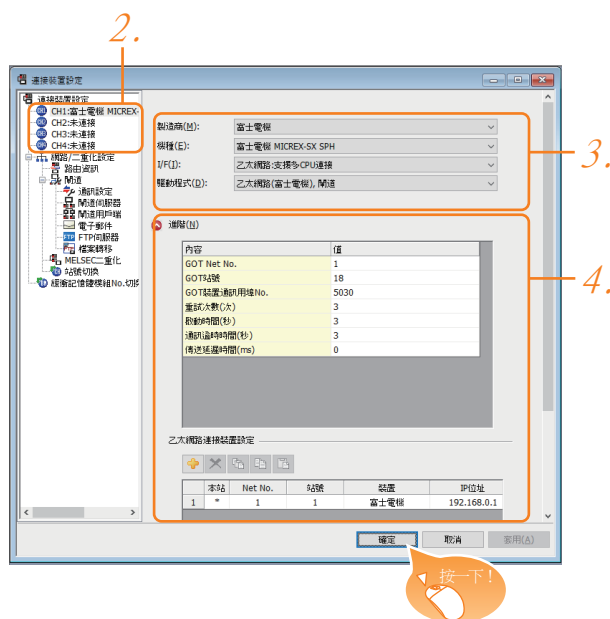 2.
連接裝置設定
連接裝置設定
CH1:富士電機 MICREX-
CH2:未連接
CH3:未連接
CH4:未連接
網路/二重化設定
路由資訊
閘道
通訊設定
閘道伺服器
閘道用戶端
電子郵件
FTP伺服器
檔案轉移
MELSEC二重化
站號切換
緩衝記憶體模組No.切換
製造商(M): 富士電機
機種(E): 富士電機 MICREX-SX SPH
I/F(I): 乙太網路:支援多CPU連接
驅動程式(D): 乙太網路(富士電機), 閘道
3.
進階(N)
內容 值
GOT Net No. 1
GOT站號 18
GOT裝置通訊用埠No. 5030
重試次數(次) 3
啟動時間(秒) 3
通訊逾時時間(秒) 3
傳送延遲時間(ms) 0
4.
乙太網路連接裝置設定
本站 Net No. 站號 裝置 IP位址
1 * 1 1 富士電機 192.168.0.1
確定 取消 套用(A)
按一下!